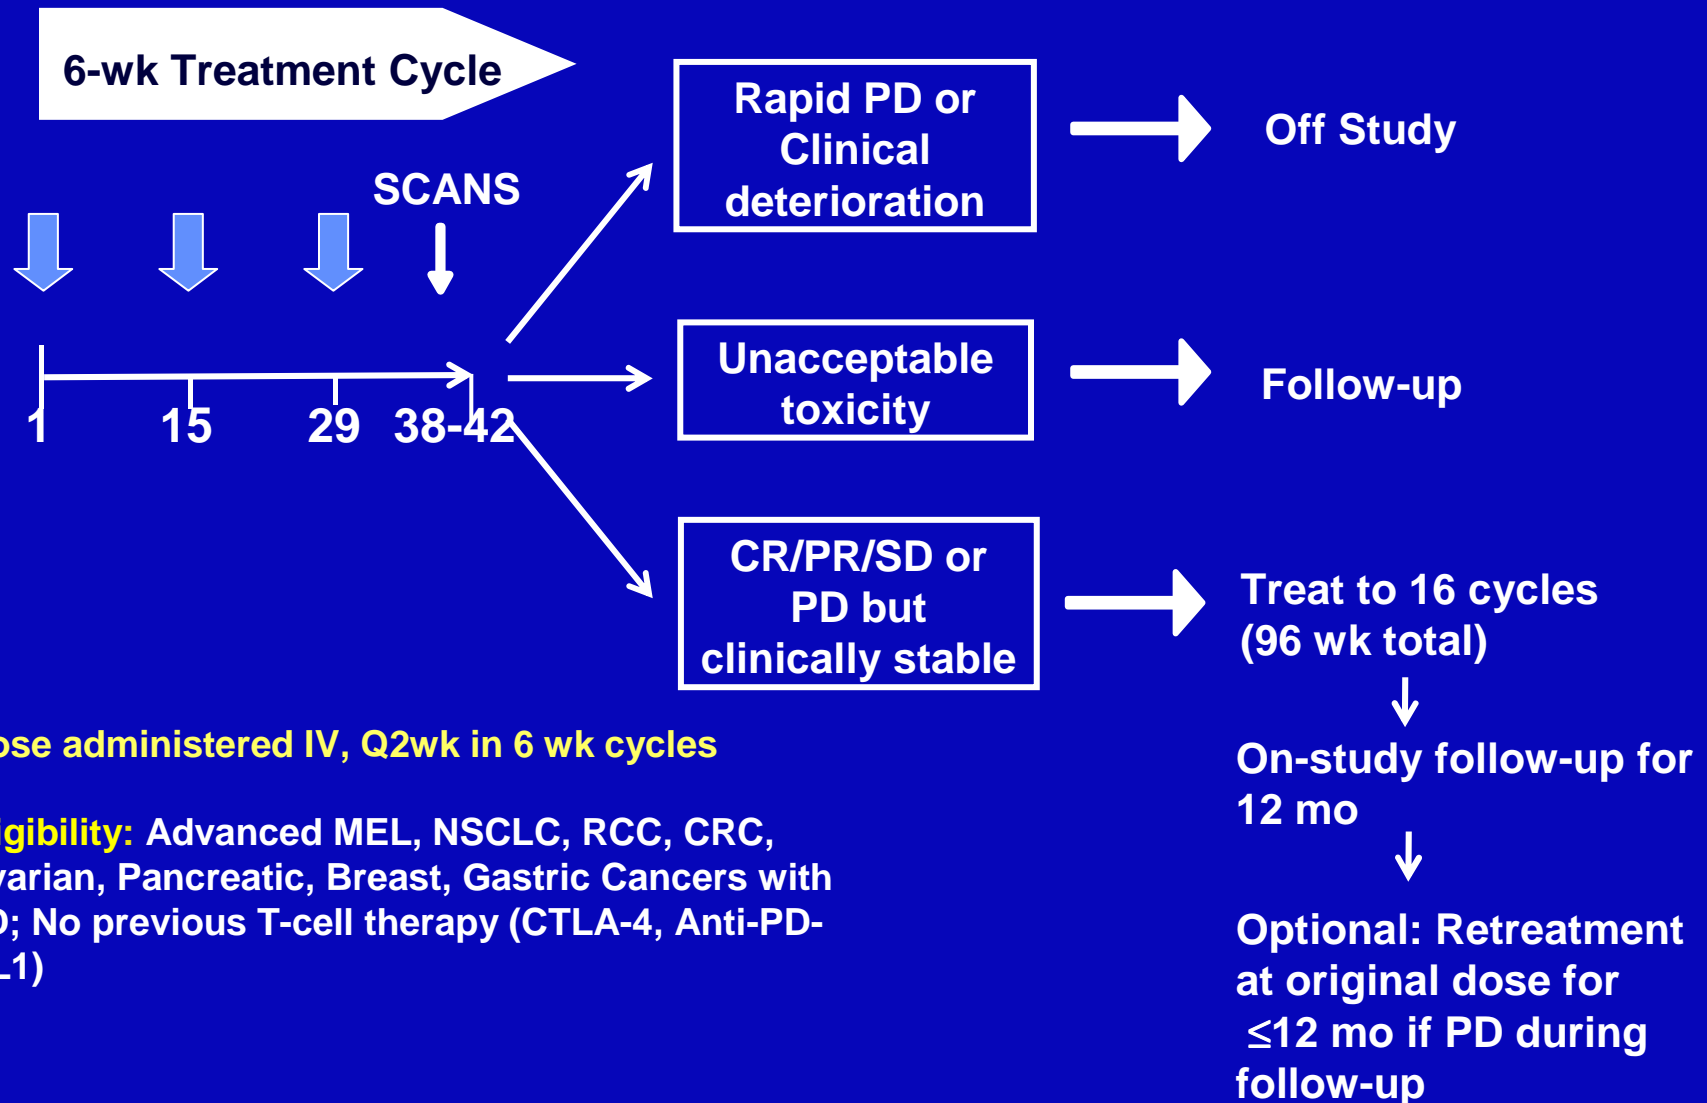 6-wk Treatment Cycle
SCANS
1 15 29 38-42
Rapid PD or
Clinical
deterioration
Off Study
Unacceptable
toxicity
Follow-up
CR/PR/SD or
PD but
clinically stable
Treat to 16 cycles
(96 wk total)
On-study follow-up for
12 mo
Optional: Retreatment
at original dose for
≤12 mo if PD during
follow-up
ose administered IV, Q2wk in 6 wk cycles
igibility: Advanced MEL, NSCLC, RCC, CRC,
varian, Pancreatic, Breast, Gastric Cancers with
; No previous T-cell therapy (CTLA-4, Anti-PD-
L1)